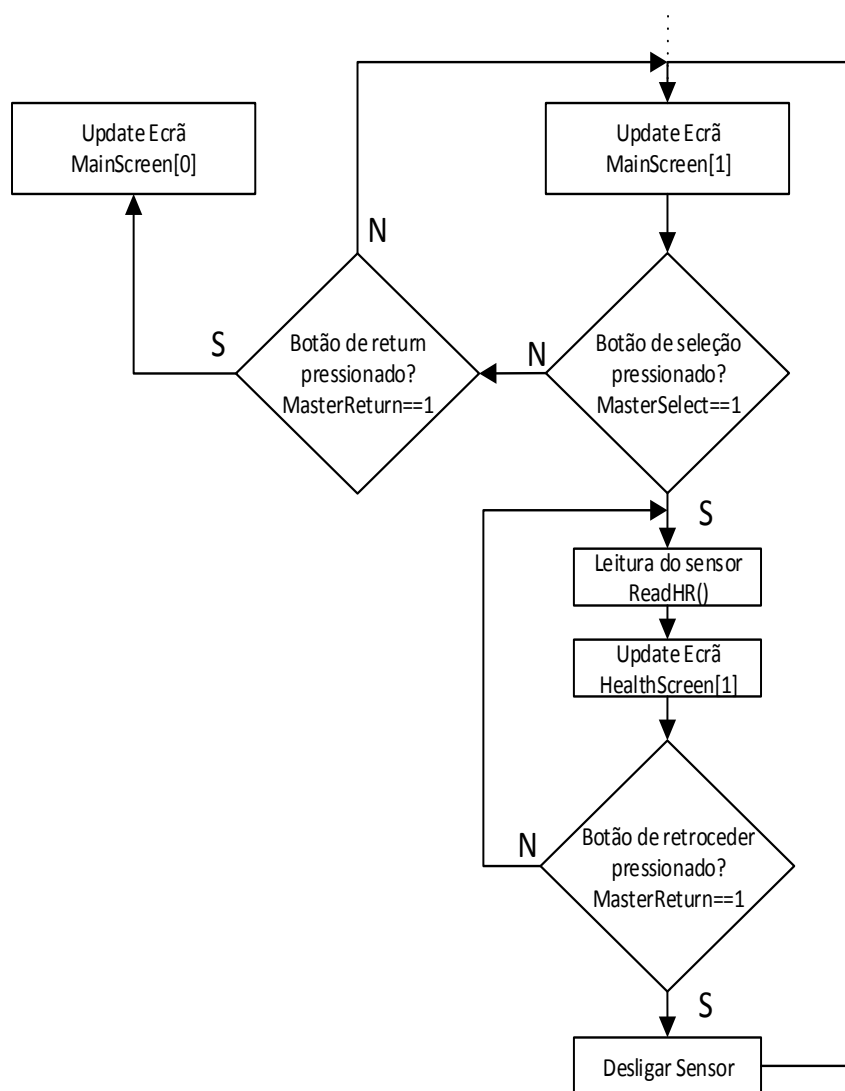 Update Ecrã
MainScreen[0]
Update Ecrã
MainScreen[1]
N
S
Botão de return
pressionado?
MasterReturn==1
N
Botão de seleção
pressionado?
MasterSelect==1
S
Leitura do sensor
ReadHR()
Update Ecrã
HealthScreen[1]
N
Botão de retroceder
pressionado?
MasterReturn==1
S
Desligar Sensor